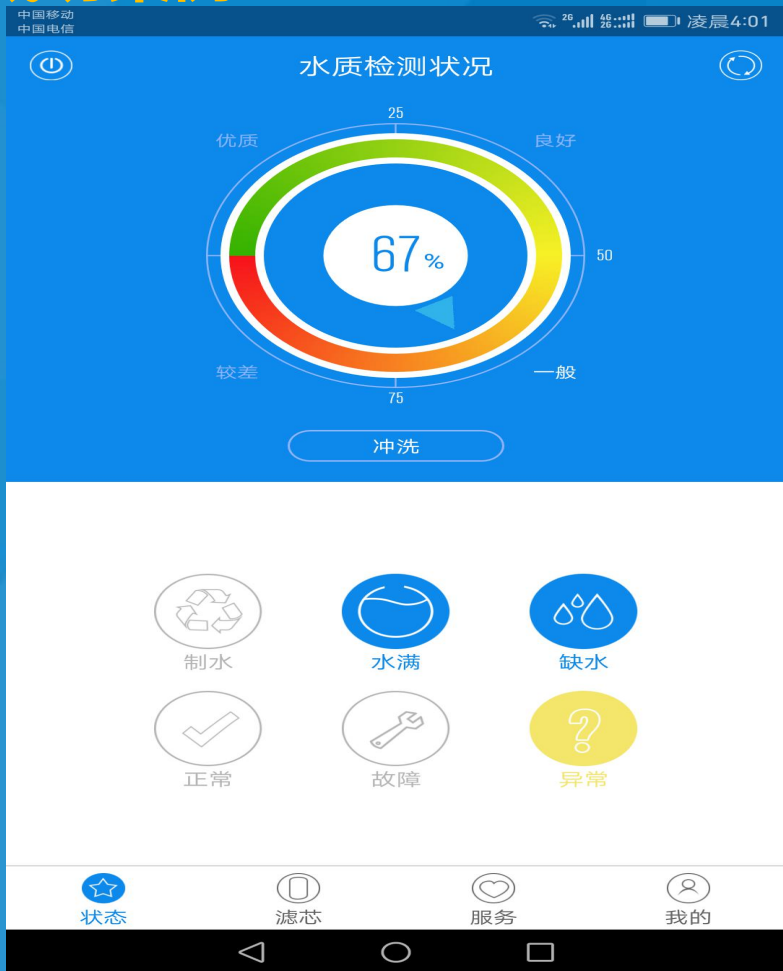 中国移动
中国电信
2G 4G 2G 凌晨4:01
水质检测状况
25
优质 良好
67%
50
较差 一般
75
冲洗
制水 水满 缺水
正常 故障 异常
状态 滤芯 服务 我的